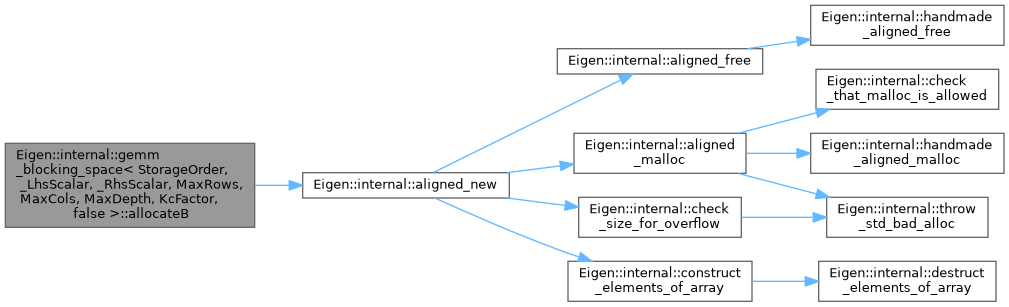 Eigen::internal::gemm
_blocking_space< StorageOrder,
_LhsScalar, _RhsScalar, MaxRows,
MaxCols, MaxDepth, KcFactor,
false >::allocateB
Eigen::internal::aligned_new
Eigen::internal::aligned_free
Eigen::internal::handmade
_aligned_free
Eigen::internal::aligned
_malloc
Eigen::internal::check
_that_malloc_is_allowed
Eigen::internal::handmade
_aligned_malloc
Eigen::internal::throw
_std_bad_alloc
Eigen::internal::check
_size_for_overflow
Eigen::internal::construct
_elements_of_array
Eigen::internal::destruct
_elements_of_array